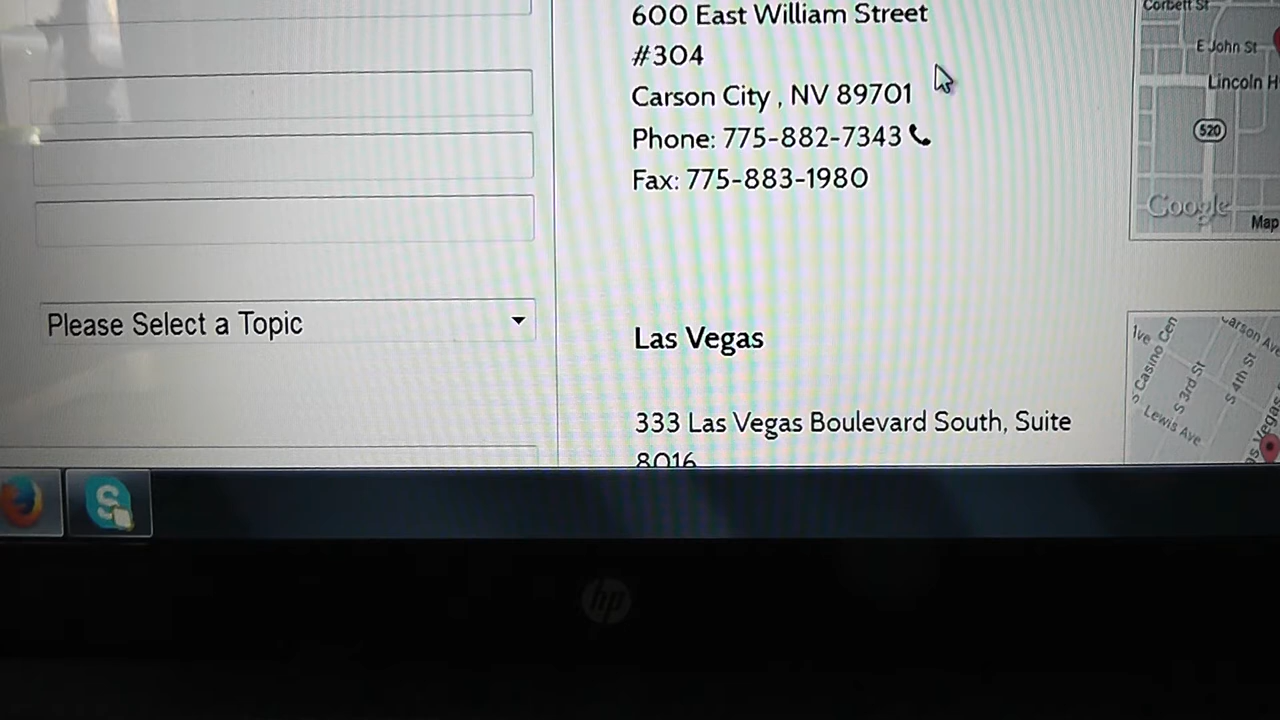 600 East William Street
#304
Carson City , NV 89701
Phone: 775-882-7343
Fax: 775-883-1980
Corbett St
E John St
Lincoln H
520
Google
Map
Please Select a Topic
Las Vegas
333 Las Vegas Boulevard South, Suite
8016
Carson Ave
Casino Cen
S 3rd St
S 4th St
Lewis Ave
S
hp